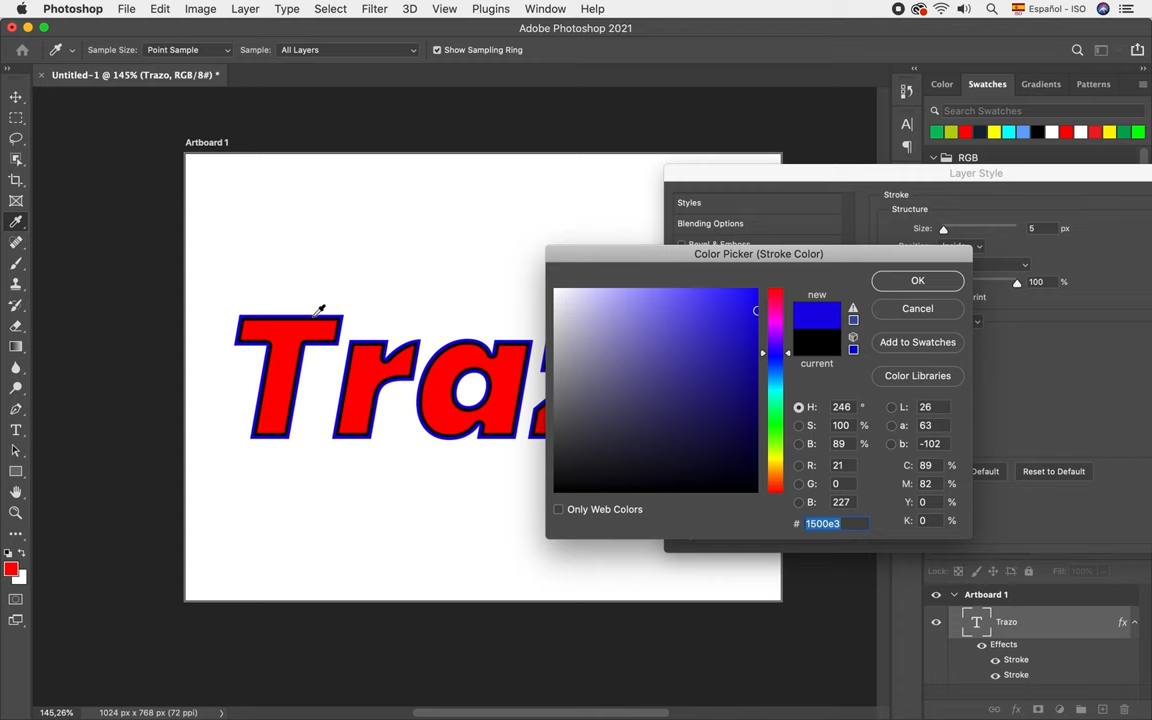 Photoshop File Edit Image Layer Type Select Filter 3D View Plugins Window Help Español - ISO
Adobe Photoshop 2021
Sample Size: Point Sample Sample: All Layers Show Sampling Ring
Untitled-1 @ 145% (Trazo, RGB/8#) *
Color Swatches Gradients Patterns
Search Swatches
RGB
Artboard 1
Layer Style
Styles
Blending Options
Bevel & Emboss
Stroke
Structure
Size: 5 px
100 %
Default
Reset to Default
Color Picker (Stroke Color)
new
current
OK
Cancel
Add to Swatches
Color Libraries
H: 246 °
S: 100 %
B: 89 %
R: 21
G: 0
B: 227
L: 26
a: 63
b: -102
C: 89 %
M: 82 %
Y: 0 %
K: 0 %
Only Web Colors
# 1500e3
Lock: Fill: 100%
Artboard 1
T Trazo fx
Effects
Stroke
Stroke
145,26% 1024 px x 768 px (72 ppi)